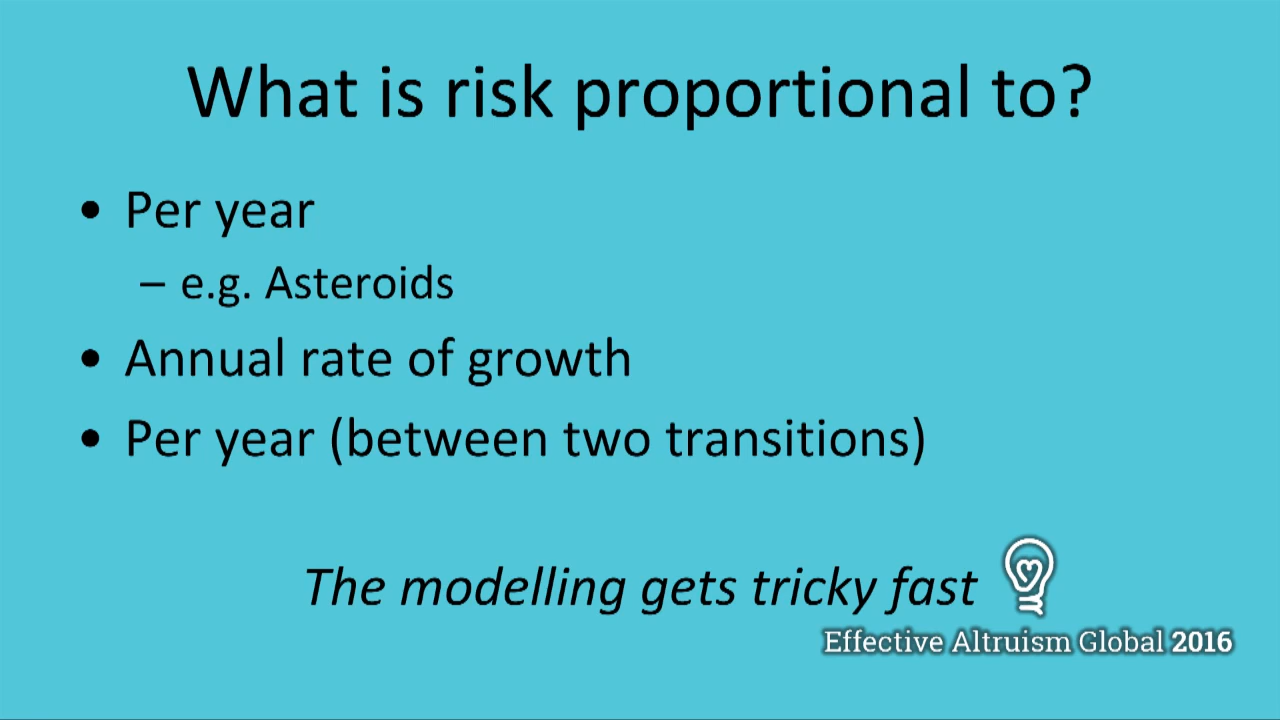 What is risk proportional to?
• Per year
– e.g. Asteroids
• Annual rate of growth
• Per year (between two transitions)
The modelling gets tricky fast
Effective Altruism Global 2016